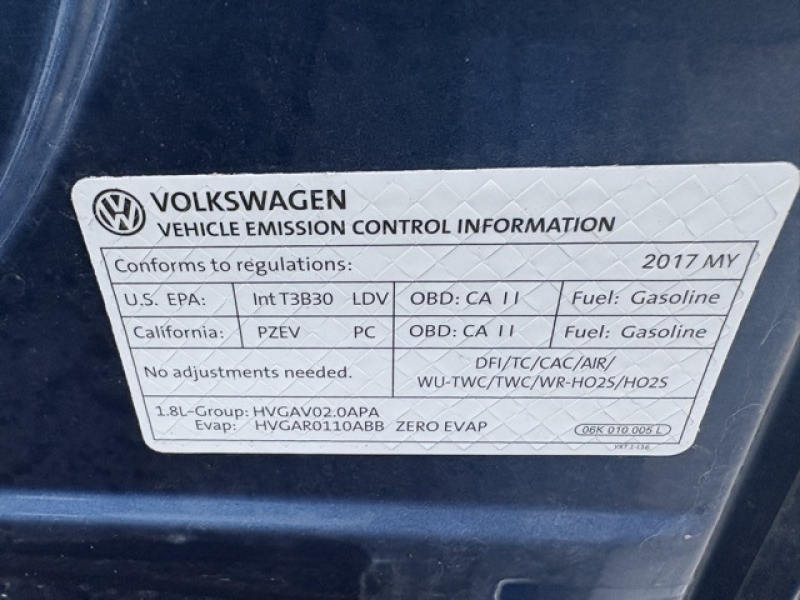 VOLKSWAGEN
VEHICLE EMISSION CONTROL INFORMATION
Conforms to regulations: 2017 MY
U.S. EPA: Int T3B30 LDV OBD: CA II Fuel: Gasoline
California: PZEV PC OBD: CA II Fuel: Gasoline
No adjustments needed.
DFI/TC/CAC/AIR/
WU-TWC/TWC/WR-HO2S/HO2S
1.8L-Group: HVGAV02.0APA
Evap: HVGAR0110ABB ZERO EVAP
06K 010 005 L